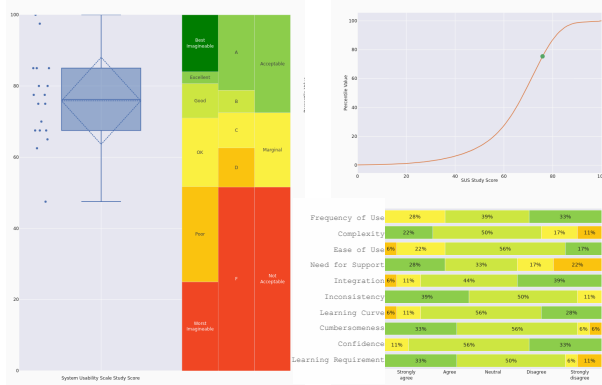 100
80
60
40
20
0
System Usability Scale Study Score
Best
Imagineable
Excellent
Good
OK
Poor
Worst
Imagineable
A
B
C
D
F
Acceptable
Marginal
Not
Acceptable
100
80
60
40
20
0
Percentile Value
0 20 40 60 80 100
SUS Study Score
Frequency of Use 28% 39% 33%
Complexity 22% 50% 17% 11%
Ease of Use 6% 22% 56% 17%
Need for Support 28% 33% 17% 22%
Integration 6% 11% 44% 39%
Inconsistency 39% 50% 11%
Learning Curve 6% 11% 56% 28%
Cumbersomeness 33% 56% 6% 6%
Confidence 11% 56% 33%
Learning Requirement 33% 50% 6% 11%
Strongly agree Agree Neutral Disagree Strongly disagree